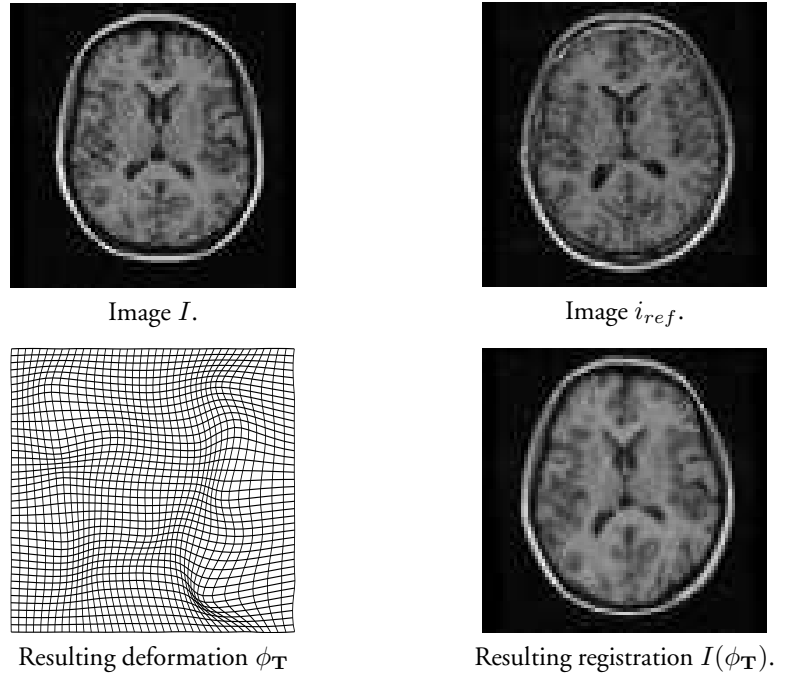 Image I.
Image i_{ref}.
Resulting deformation φ_T
Resulting registration I(φ_T).